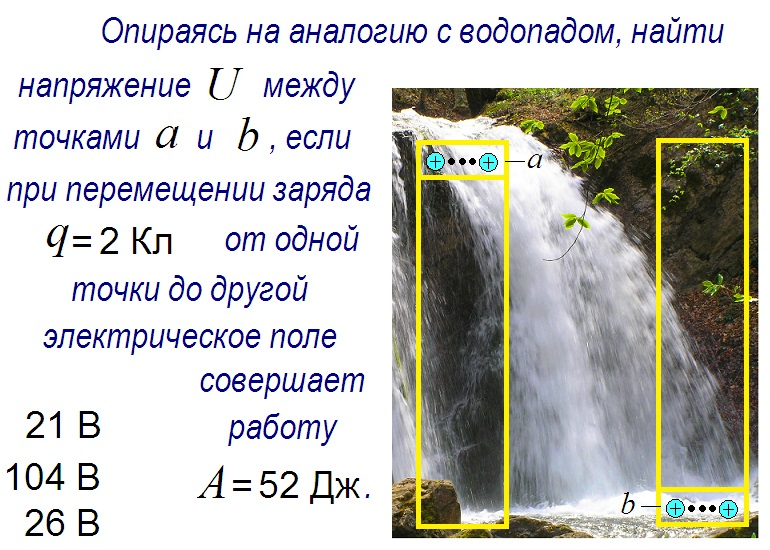 Опираясь на аналогию с водопадом, найти
напряжение U между
точками a и b, если
при перемещении заряда
q = 2 Кл от одной
точки до другой
электрическое поле
совершает
работу
A = 52 Дж.
21 В
104 В
26 В
+•••+ – a
b – +•••+